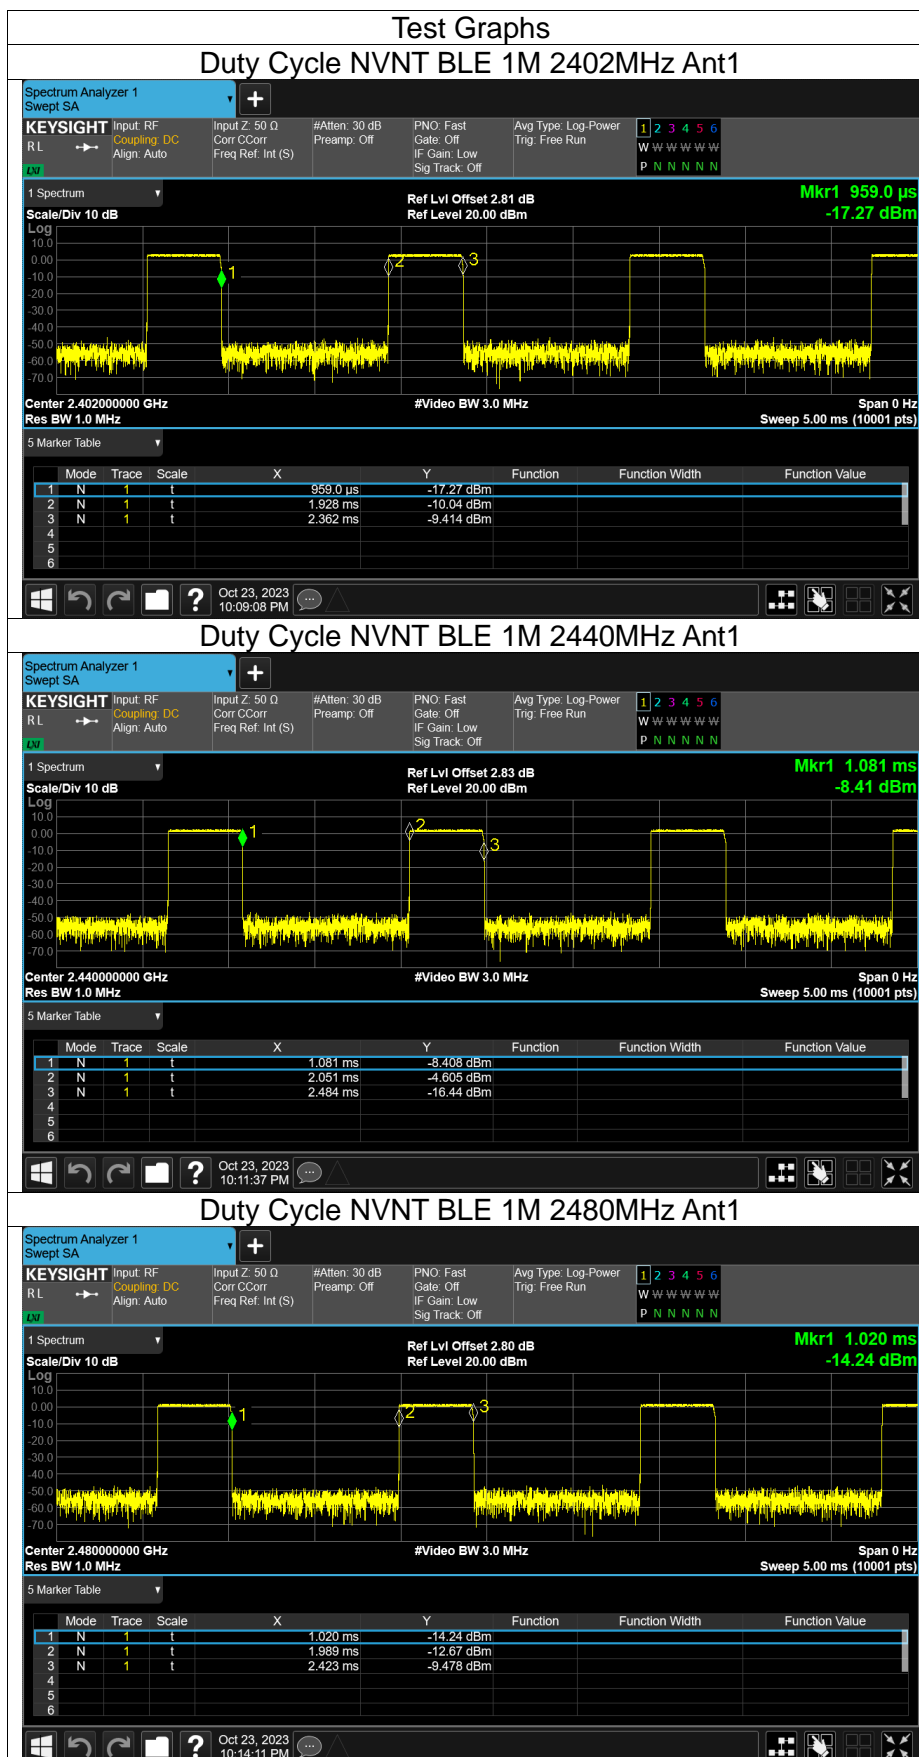 Test Graphs
Duty Cycle NVNT BLE 1M 2402MHz Ant1
Spectrum Analyzer 1
Swept SA
KEYSIGHT Input: RF Input Z: 50 Ω #Atten: 30 dB PNO: Fast Avg Type: Log-Power 1 2 3 4 5 6
RL Coupling: DC Corr CCorr Preamp: Off Gate: Off Trig: Free Run W W W W W W
Align: Auto Freq Ref: Int (S) IF Gain: Low P N N N N N
LXI Sig Track: Off
1 Spectrum Ref Lvl Offset 2.81 dB Mkr1 959.0 µs
Scale/Div 10 dB Ref Level 20.00 dBm -17.27 dBm
Log
10.0
0.00
-10.0
-20.0
-30.0
-40.0
-50.0
-60.0
-70.0
1 2 3
Center 2.402000000 GHz #Video BW 3.0 MHz Span 0 Hz
Res BW 1.0 MHz Sweep 5.00 ms (10001 pts)
5 Marker Table
Mode Trace Scale X Y Function Function Width Function Value
1 N 1 t 959.0 µs -17.27 dBm
2 N 1 t 1.928 ms -10.04 dBm
3 N 1 t 2.362 ms -9.414 dBm
4
5
6
? Oct 23, 2023
10:09:08 PM
Duty Cycle NVNT BLE 1M 2440MHz Ant1
Spectrum Analyzer 1
Swept SA
KEYSIGHT Input: RF Input Z: 50 Ω #Atten: 30 dB PNO: Fast Avg Type: Log-Power 1 2 3 4 5 6
RL Coupling: DC Corr CCorr Preamp: Off Gate: Off Trig: Free Run W W W W W W
Align: Auto Freq Ref: Int (S) IF Gain: Low P N N N N N
LXI Sig Track: Off
1 Spectrum Ref Lvl Offset 2.83 dB Mkr1 1.081 ms
Scale/Div 10 dB Ref Level 20.00 dBm -8.41 dBm
Log
10.0
0.00
-10.0
-20.0
-30.0
-40.0
-50.0
-60.0
-70.0
1 2 3
Center 2.440000000 GHz #Video BW 3.0 MHz Span 0 Hz
Res BW 1.0 MHz Sweep 5.00 ms (10001 pts)
5 Marker Table
Mode Trace Scale X Y Function Function Width Function Value
1 N 1 t 1.081 ms -8.408 dBm
2 N 1 t 2.051 ms -4.605 dBm
3 N 1 t 2.484 ms -16.44 dBm
4
5
6
? Oct 23, 2023
10:11:37 PM
Duty Cycle NVNT BLE 1M 2480MHz Ant1
Spectrum Analyzer 1
Swept SA
KEYSIGHT Input: RF Input Z: 50 Ω #Atten: 30 dB PNO: Fast Avg Type: Log-Power 1 2 3 4 5 6
RL Coupling: DC Corr CCorr Preamp: Off Gate: Off Trig: Free Run W W W W W W
Align: Auto Freq Ref: Int (S) IF Gain: Low P N N N N N
LXI Sig Track: Off
1 Spectrum Ref Lvl Offset 2.80 dB Mkr1 1.020 ms
Scale/Div 10 dB Ref Level 20.00 dBm -14.24 dBm
Log
10.0
0.00
-10.0
-20.0
-30.0
-40.0
-50.0
-60.0
-70.0
1 2 3
Center 2.480000000 GHz #Video BW 3.0 MHz Span 0 Hz
Res BW 1.0 MHz Sweep 5.00 ms (10001 pts)
5 Marker Table
Mode Trace Scale X Y Function Function Width Function Value
1 N 1 t 1.020 ms -14.24 dBm
2 N 1 t 1.989 ms -12.67 dBm
3 N 1 t 2.423 ms -9.478 dBm
4
5
6
? Oct 23, 2023
10:14:11 PM